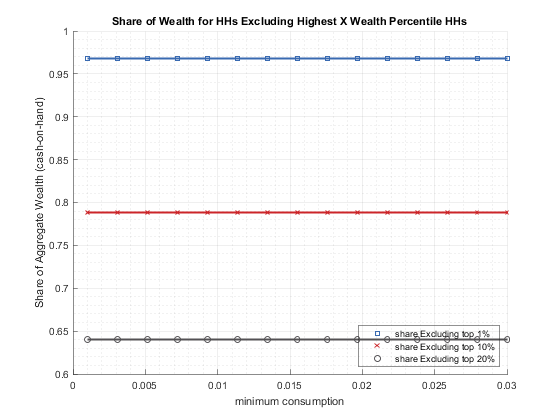 Share of Wealth for HHs Excluding Highest X Wealth Percentile HHs
1
0.95
0.9
0.85
0.8
0.75
0.7
0.65
0.6
Share of Aggregate Wealth (cash-on-hand)
share Excluding top 1%
share Excluding top 10%
share Excluding top 20%
0
0.005
0.01
0.015
0.02
0.025
0.03
minimum consumption